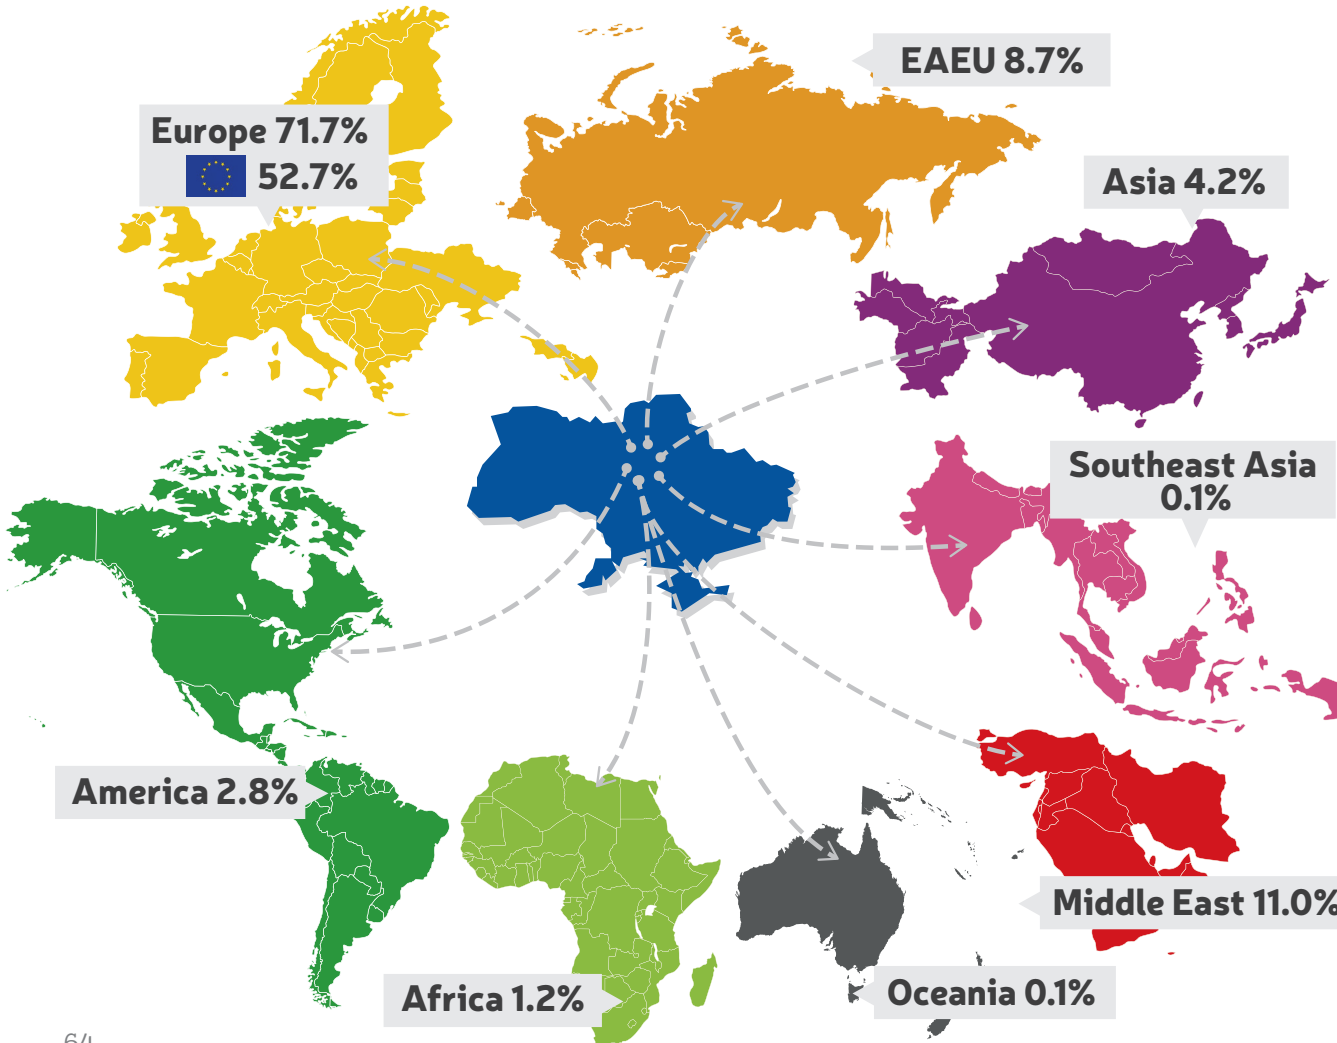 EAEU 8.7%
Europe 71.7%
52.7%
Asia 4.2%
Southeast Asia
0.1%
America 2.8%
Middle East 11.0%
Africa 1.2%
Oceania 0.1%
64